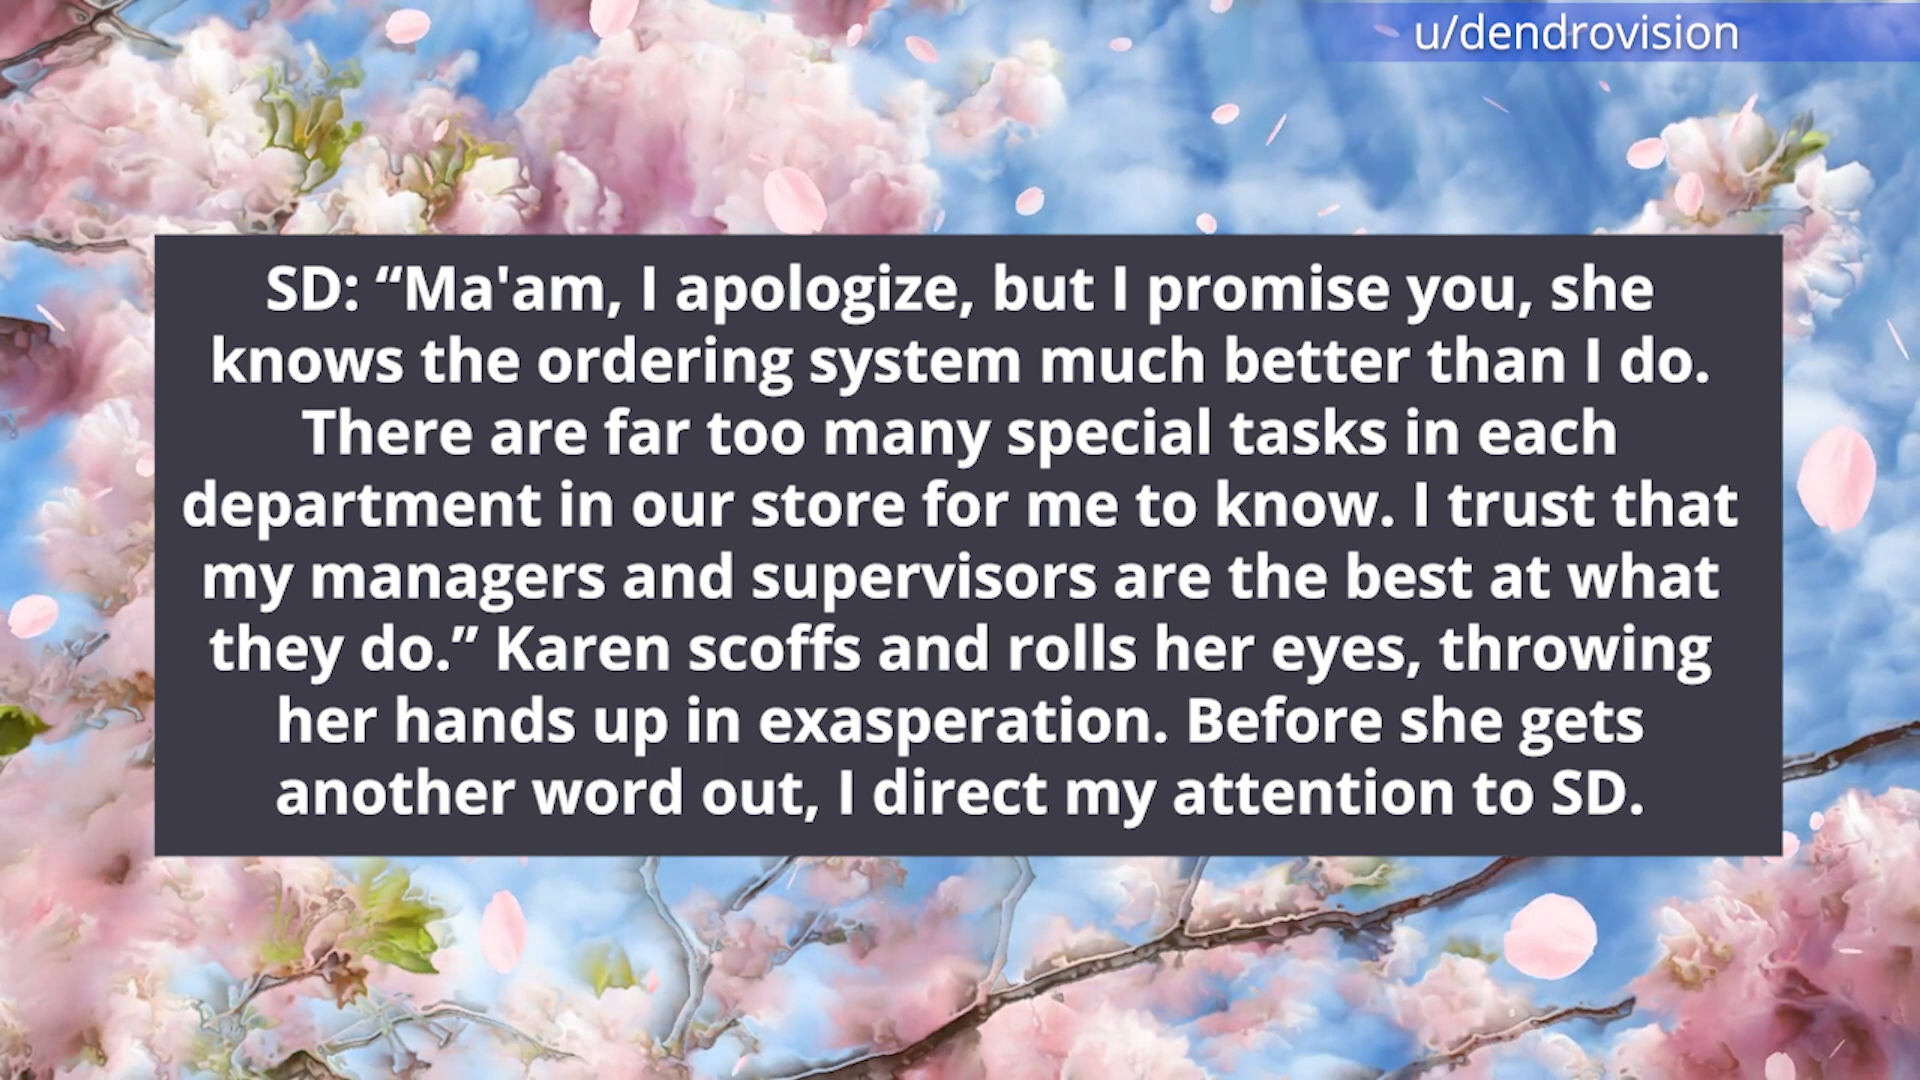 u/dendrovision
SD: “Ma'am, I apologize, but I promise you, she
knows the ordering system much better than I do.
There are far too many special tasks in each
department in our store for me to know. I trust that
my managers and supervisors are the best at what
they do.” Karen scoffs and rolls her eyes, throwing
her hands up in exasperation. Before she gets
another word out, I direct my attention to SD.